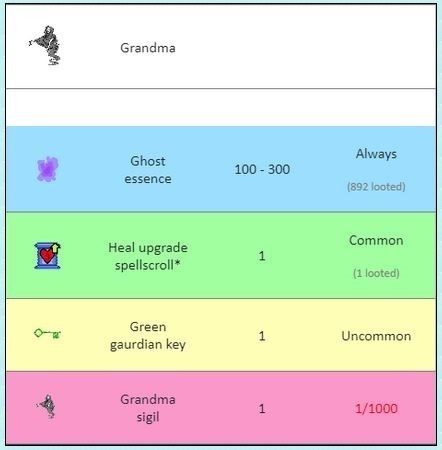 Grandma
Ghost
essence
100 - 300
Always
(892 looted)
Heal upgrade
spellscroll*
1
Common
(1 looted)
Green
gaurdian key
1
Uncommon
Grandma
sigil
1
1/1000